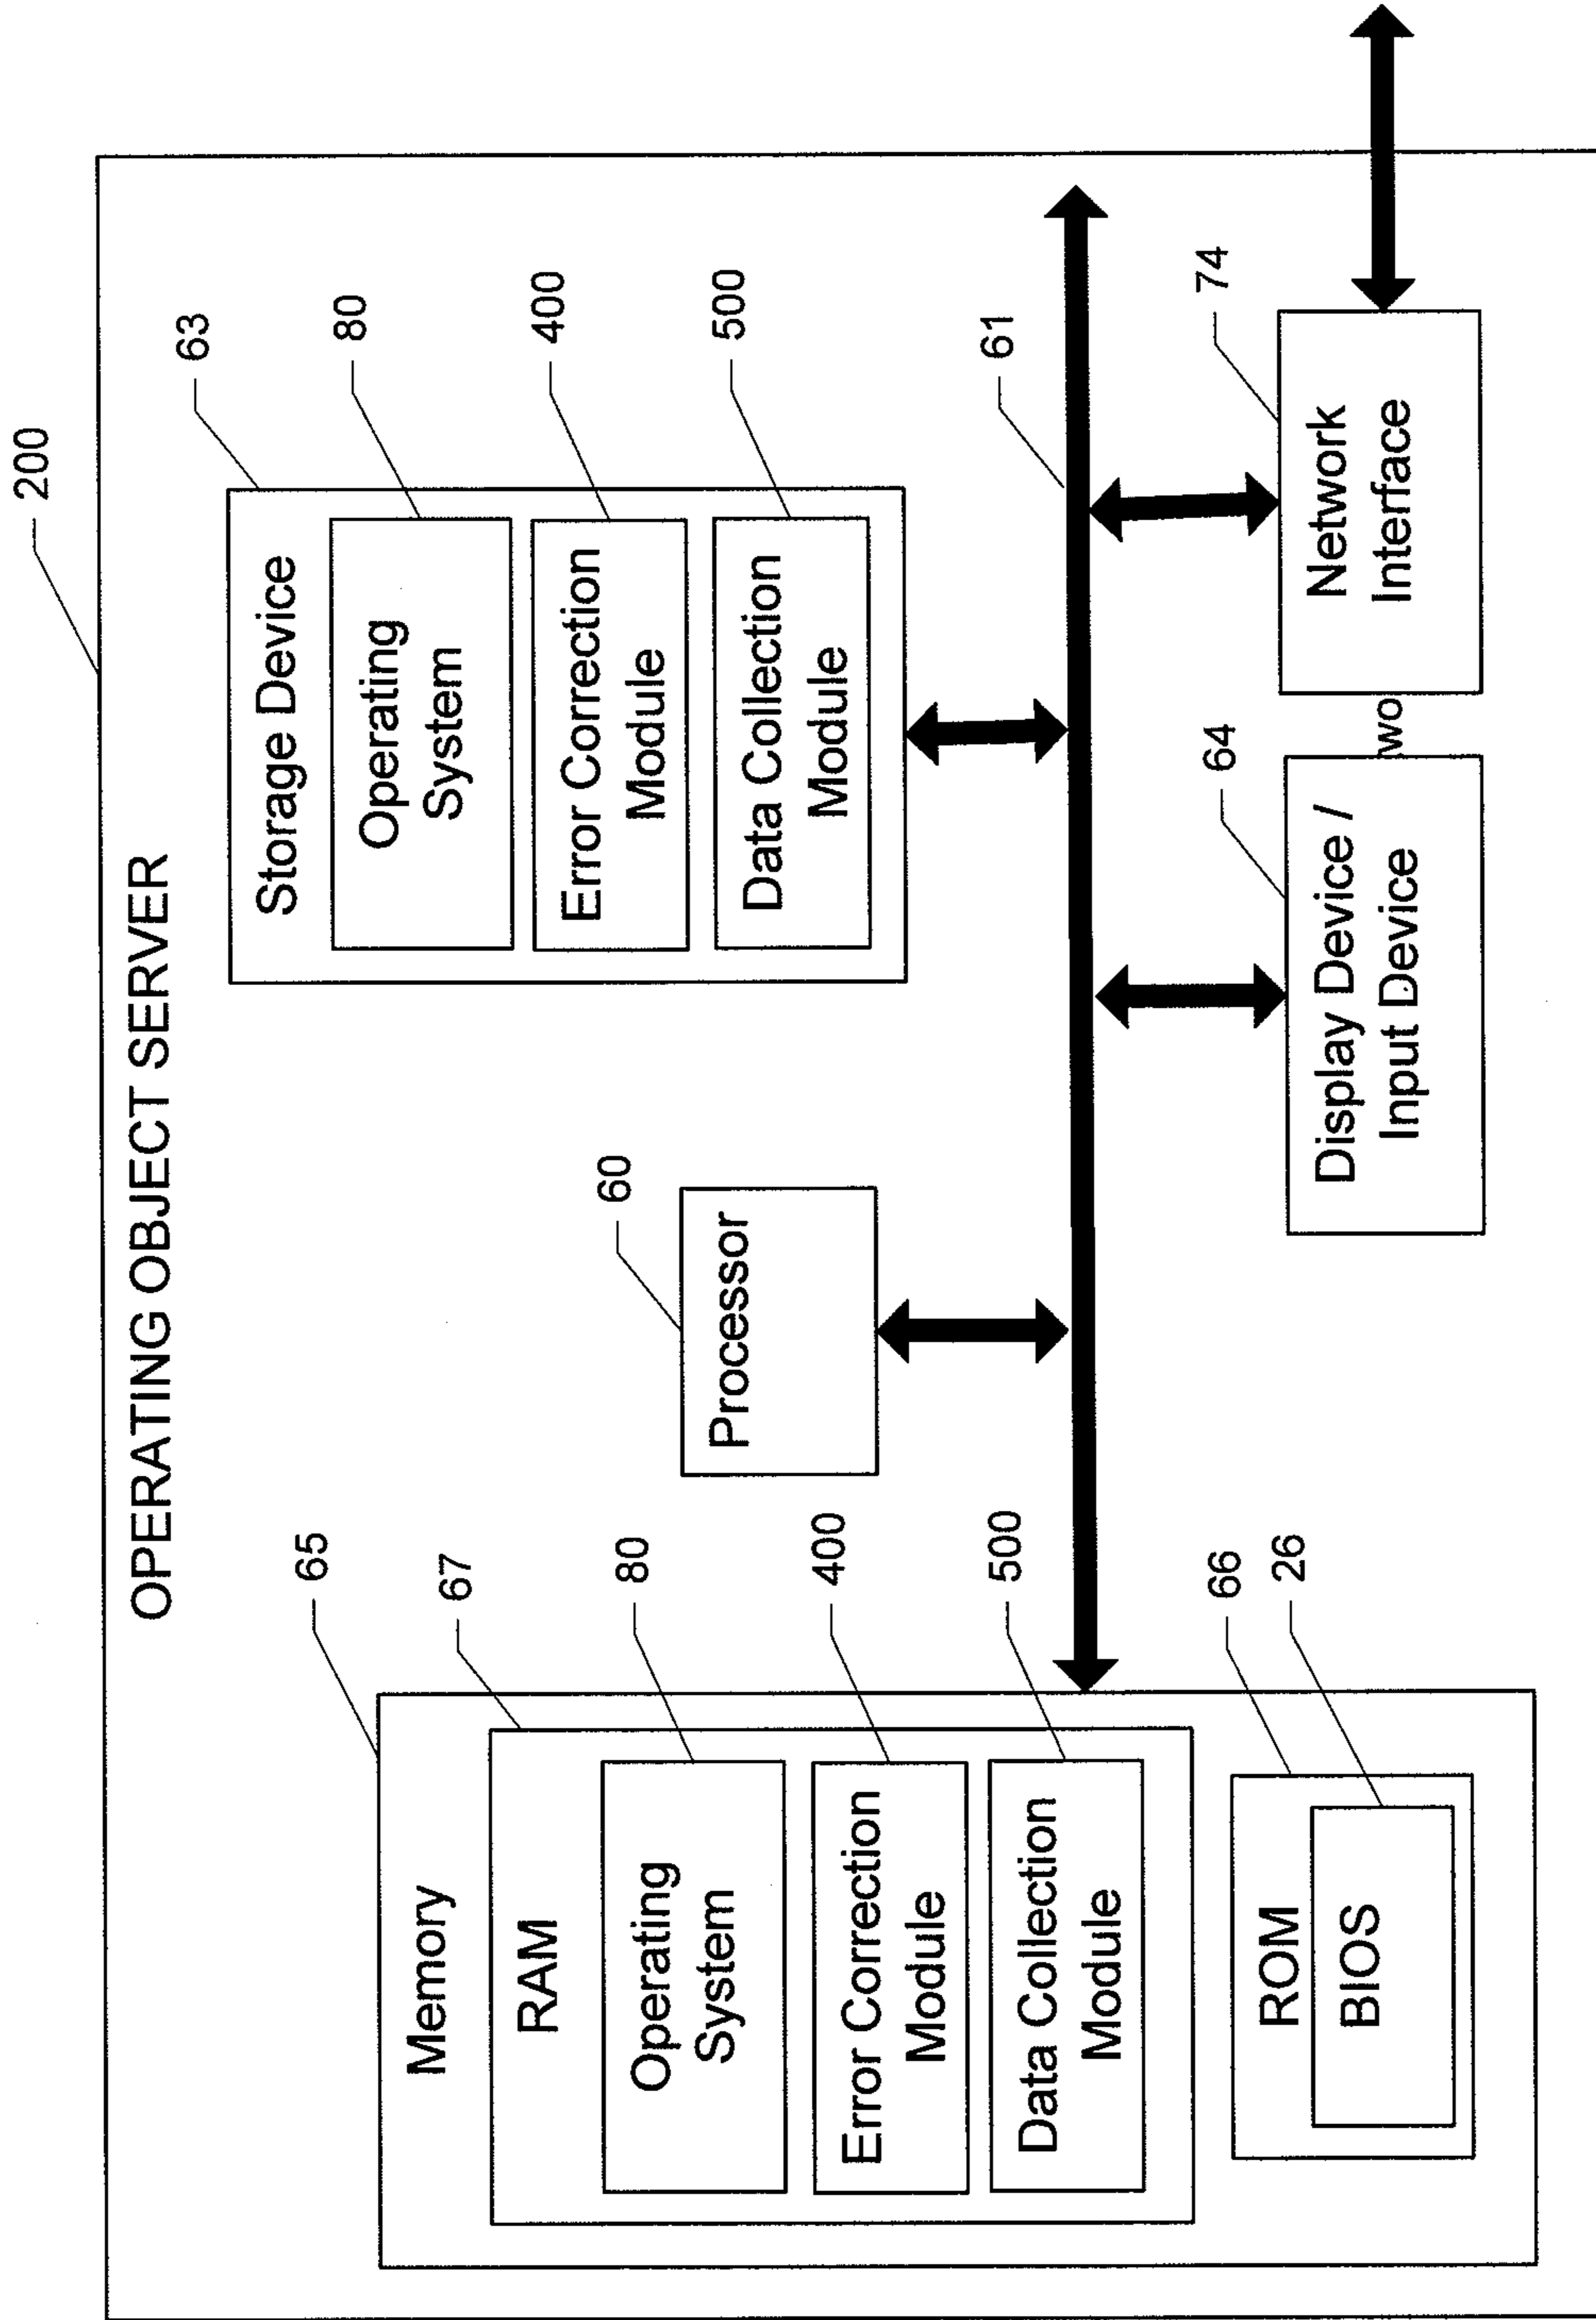 200
OPERATING OBJECT SERVER
65
Memory
67
RAM
80
Operating
System
400
Error Correction
Module
500
Data Collection
Module
66
ROM
26
BIOS
60
Processor
63
Storage Device
80
Operating
System
400
Error Correction
Module
500
Data Collection
Module
61
64
Display Device /
Input Device
wo
74
Network
Interface